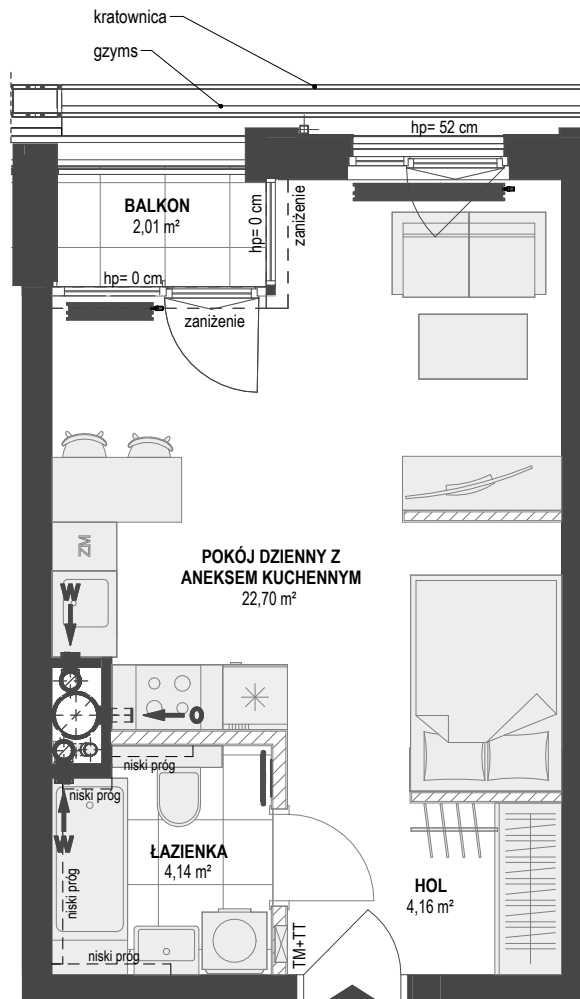 kratownica
gzyms
hp= 52 cm
BALKON
2,01 m²
hp= 0 cm
zaniżenie
hp= 0 cm
zaniżenie
ZM
POKÓJ DZIENNY Z
ANEKSEM KUCHENNYM
22,70 m²
W
O
niski próg
niski próg
W
ŁAZIENKA
4,14 m²
HOL
4,16 m²
niski próg
TM+TT
niski próg